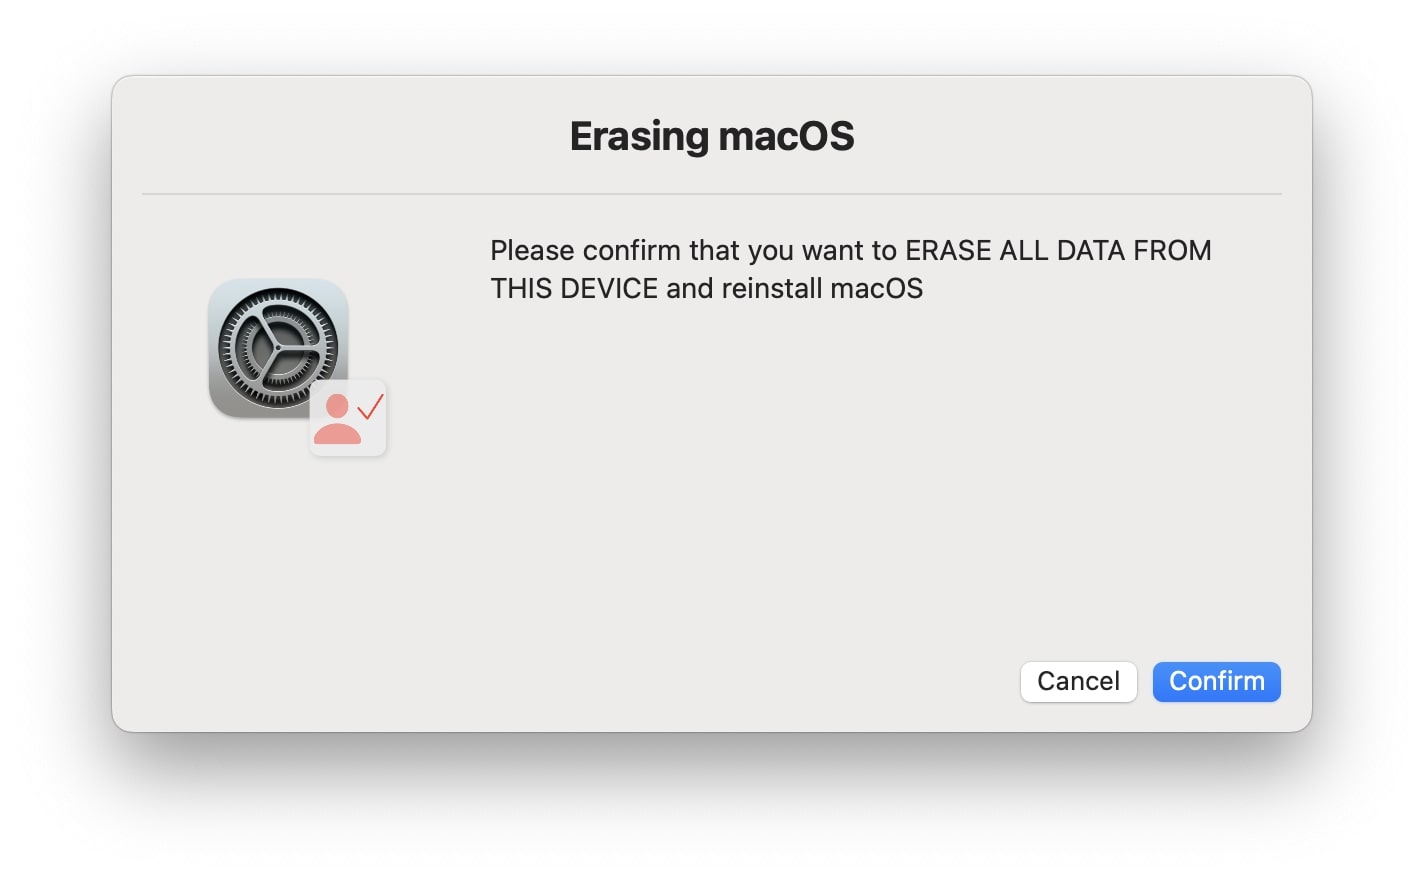 Erasing macOS
Please confirm that you want to ERASE ALL DATA FROM
THIS DEVICE and reinstall macOS
Cancel
Confirm